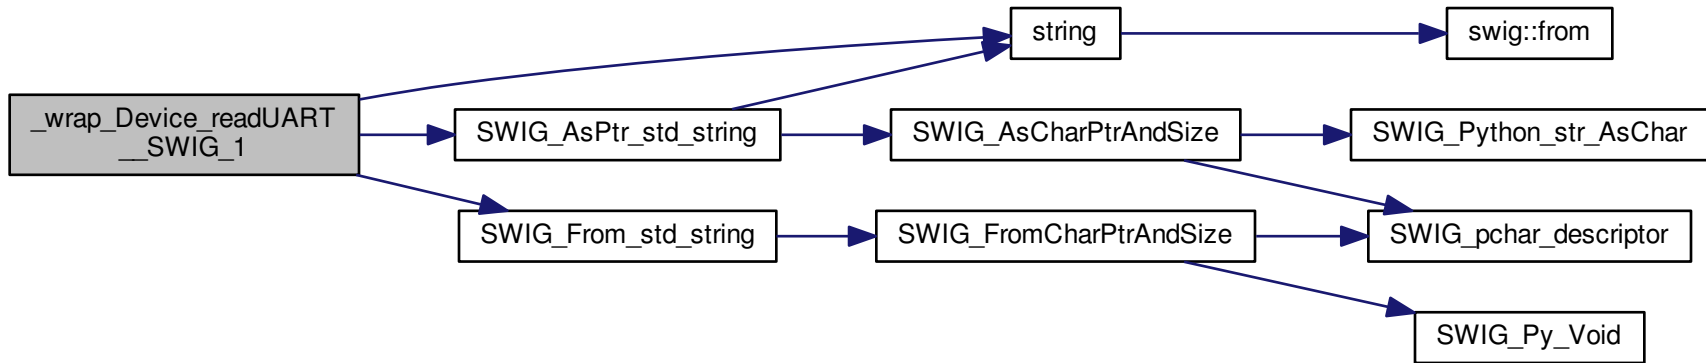 _wrap_Device_readUART
__SWIG_1
string
swig::from
SWIG_AsPtr_std_string
SWIG_AsCharPtrAndSize
SWIG_Python_str_AsChar
SWIG_From_std_string
SWIG_FromCharPtrAndSize
SWIG_pchar_descriptor
SWIG_Py_Void